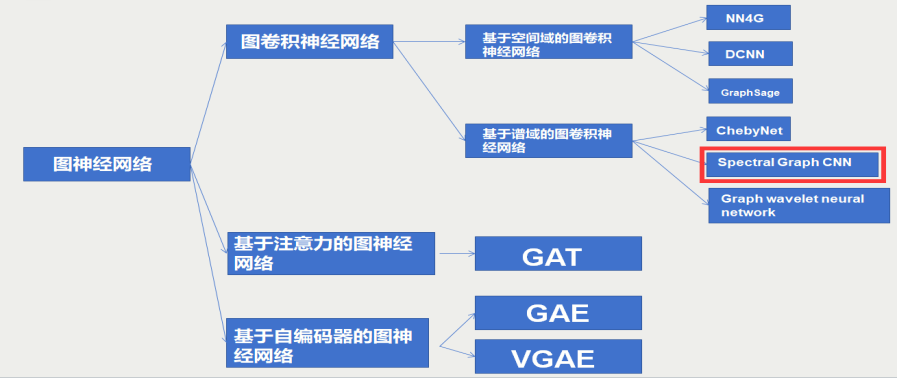 图神经网络
图卷积神经网络
基于空间域的图卷积
神经网络
NN4G
DCNN
GraphSage
基于谱域的图卷积神
经网络
ChebyNet
Spectral Graph CNN
Graph wavelet neural
network
基于注意力的图神经
网络
GAT
基于自编码器的图神
经网络
GAE
VGAE